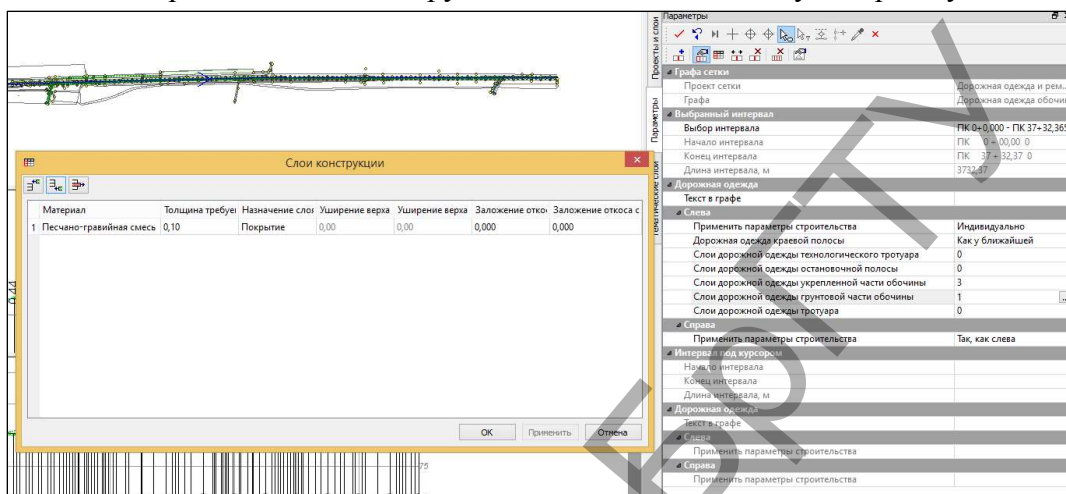 Проекты и слои
Параметры
Тематические слои
0,44
75
Слои конструкции
Материал Толщина требуе Назначение сло Уширение верха Уширение верха Заложение отко Заложение откоса с
1 Песчано-гравийная смесь 0,10 Покрытие 0,00 0,00 0,000 0,000
ОК Применить Отмена
Параметры
Графа сетки
Проект сетки Дорожная одежда и рем...
Графа Дорожная одежда обочин
Выбранный интервал
Выбор интервала ПК 0+0,000 - ПК 37+32,365
Начало интервала ПК 0 + 00,00 0
Конец интервала ПК 37 + 32,37 0
Длина интервала, м 3732,37
Дорожная одежда
Текст в графе
Слева
Применить параметры строительства Индивидуально
Дорожная одежда краевой полосы Как у ближайшей
Слои дорожной одежды технологического тротуара 0
Слои дорожной одежды остановочной полосы 0
Слои дорожной одежды укрепленной части обочины 3
Слои дорожной одежды грунтовой части обочины 1 ...
Слои дорожной одежды тротуара 0
Справа
Применить параметры строительства Так, как слева
Интервал под курсором
Начало интервала
Конец интервала
Длина интервала, м
Дорожная одежда
Текст в графе
Слева
Применить параметры строительства
Справа
Применить параметры строительства
БрГТУ